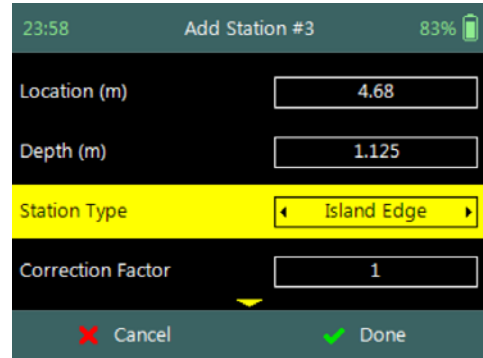 23:58 Add Station #3 83%
Location (m) 4.68
Depth (m) 1.125
Station Type Island Edge
Correction Factor 1
Cancel Done